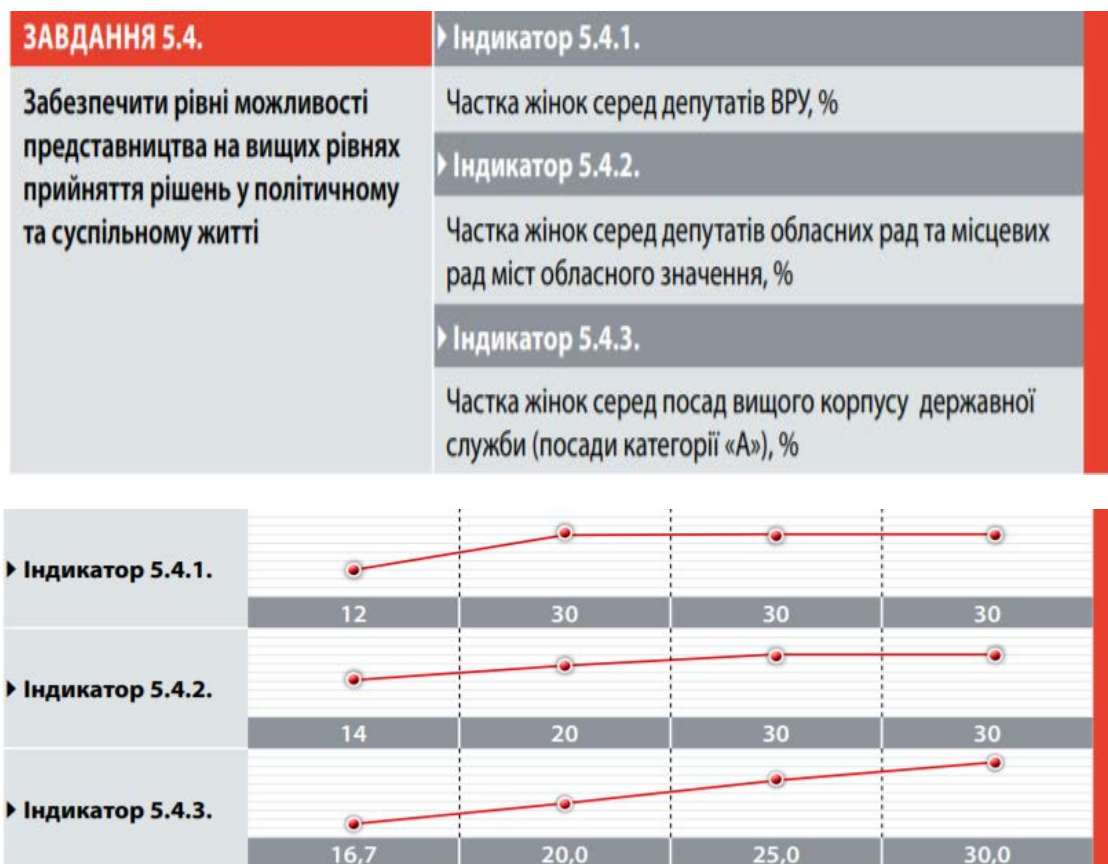 ЗАВДАННЯ 5.4.
Забезпечити рівні можливості
представництва на вищих рівнях
прийняття рішень у політичному
та суспільному житті
Індикатор 5.4.1.
Частка жінок серед депутатів ВРУ, %
Індикатор 5.4.2.
Частка жінок серед депутатів обласних рад та місцевих
рад міст обласного значення, %
Індикатор 5.4.3.
Частка жінок серед посад вищого корпусу державної
служби (посади категорії «А»), %
Індикатор 5.4.1.
12 30 30 30
Індикатор 5.4.2.
14 20 30 30
Індикатор 5.4.3.
16,7 20,0 25,0 30,0